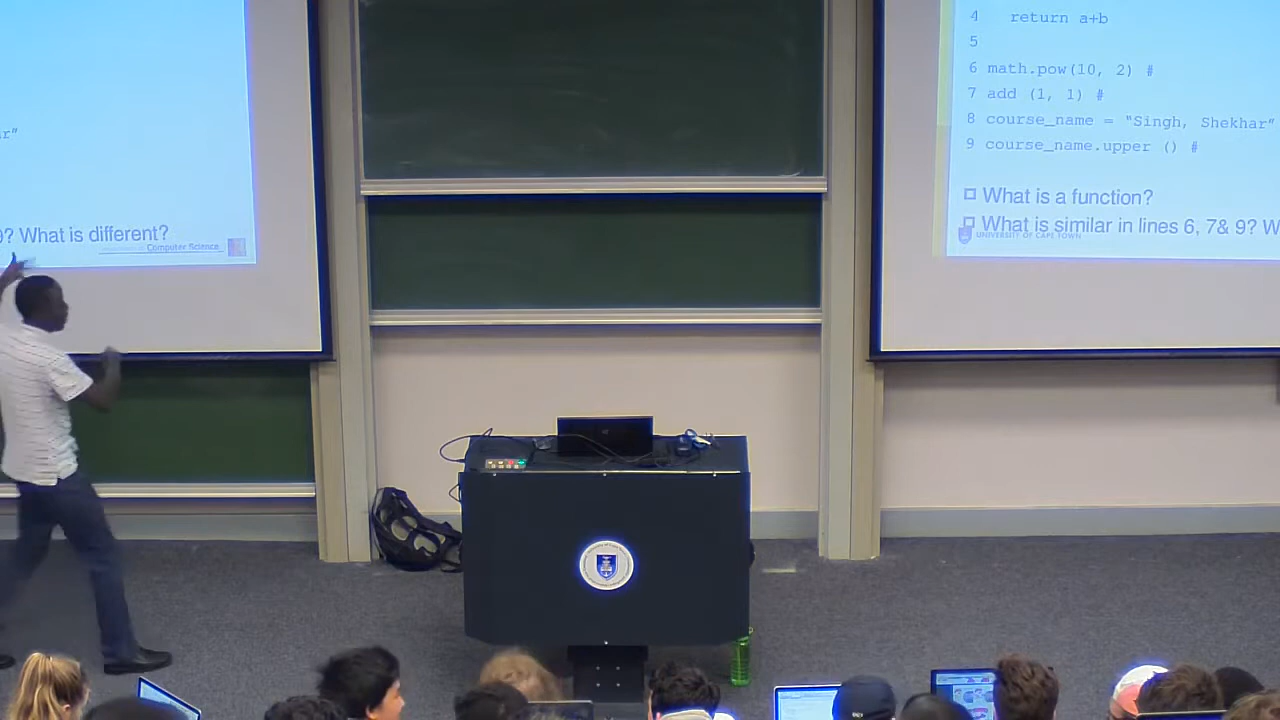 r"
9? What is different?
Computer Science
4 return a+b
5
6 math.pow(10, 2) #
7 add (1, 1) #
8 course_name = "Singh, Shekhar"
9 course_name.upper () #
What is a function?
What is similar in lines 6, 7& 9? W
UNIVERSITY OF CAPE TOWN